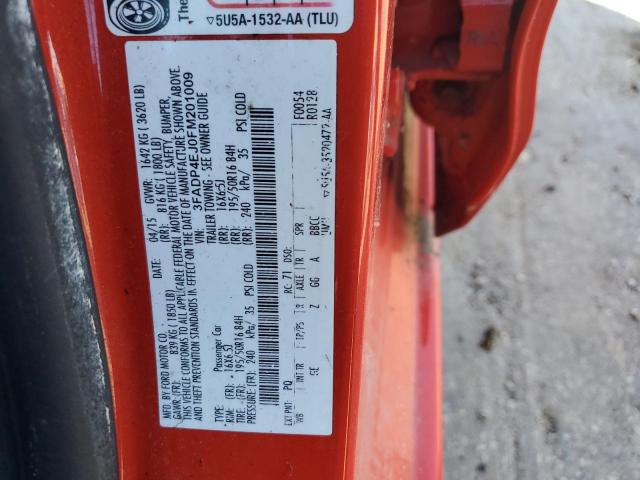 The
▽5U5A-1532-AA (TLU)
MFD. BY FORD MOTOR CO.
DATE: 04/15 GVWR: 1642 KG ( 3620 LB)
GAWR: (FR): 839 KG (1850 LB) (RR): 816 KG (1800 LB)
THIS VEHICLE CONFORMS TO ALL APPLICABLE FEDERAL MOTOR VEHICLE SAFETY, BUMPER,
AND THEFT PREVENTION STANDARDS IN EFFECT ON THE DATE OF MANUFACTURE SHOWN ABOVE.
VIN: 3FADP4EJ0FM201009
TYPE: Passenger Car TRAILER TOWING - SEE OWNER GUIDE
RIM: (FR): 16X6.5J (RR): 16X6.5J
TIRE: (FR): 195/50R16 84H (RR): 195/50R16 84H
PRESSURE:(FR): 240 kPa/ 35 PSI COLD (RR): 240 kPa/ 35 PSI COLD
F0054
R0128
EXT PNT: PQ RC: 71 DSO:
WB INT TR TP/PS R AXLE TR SPR
EE Z GG A BBCC